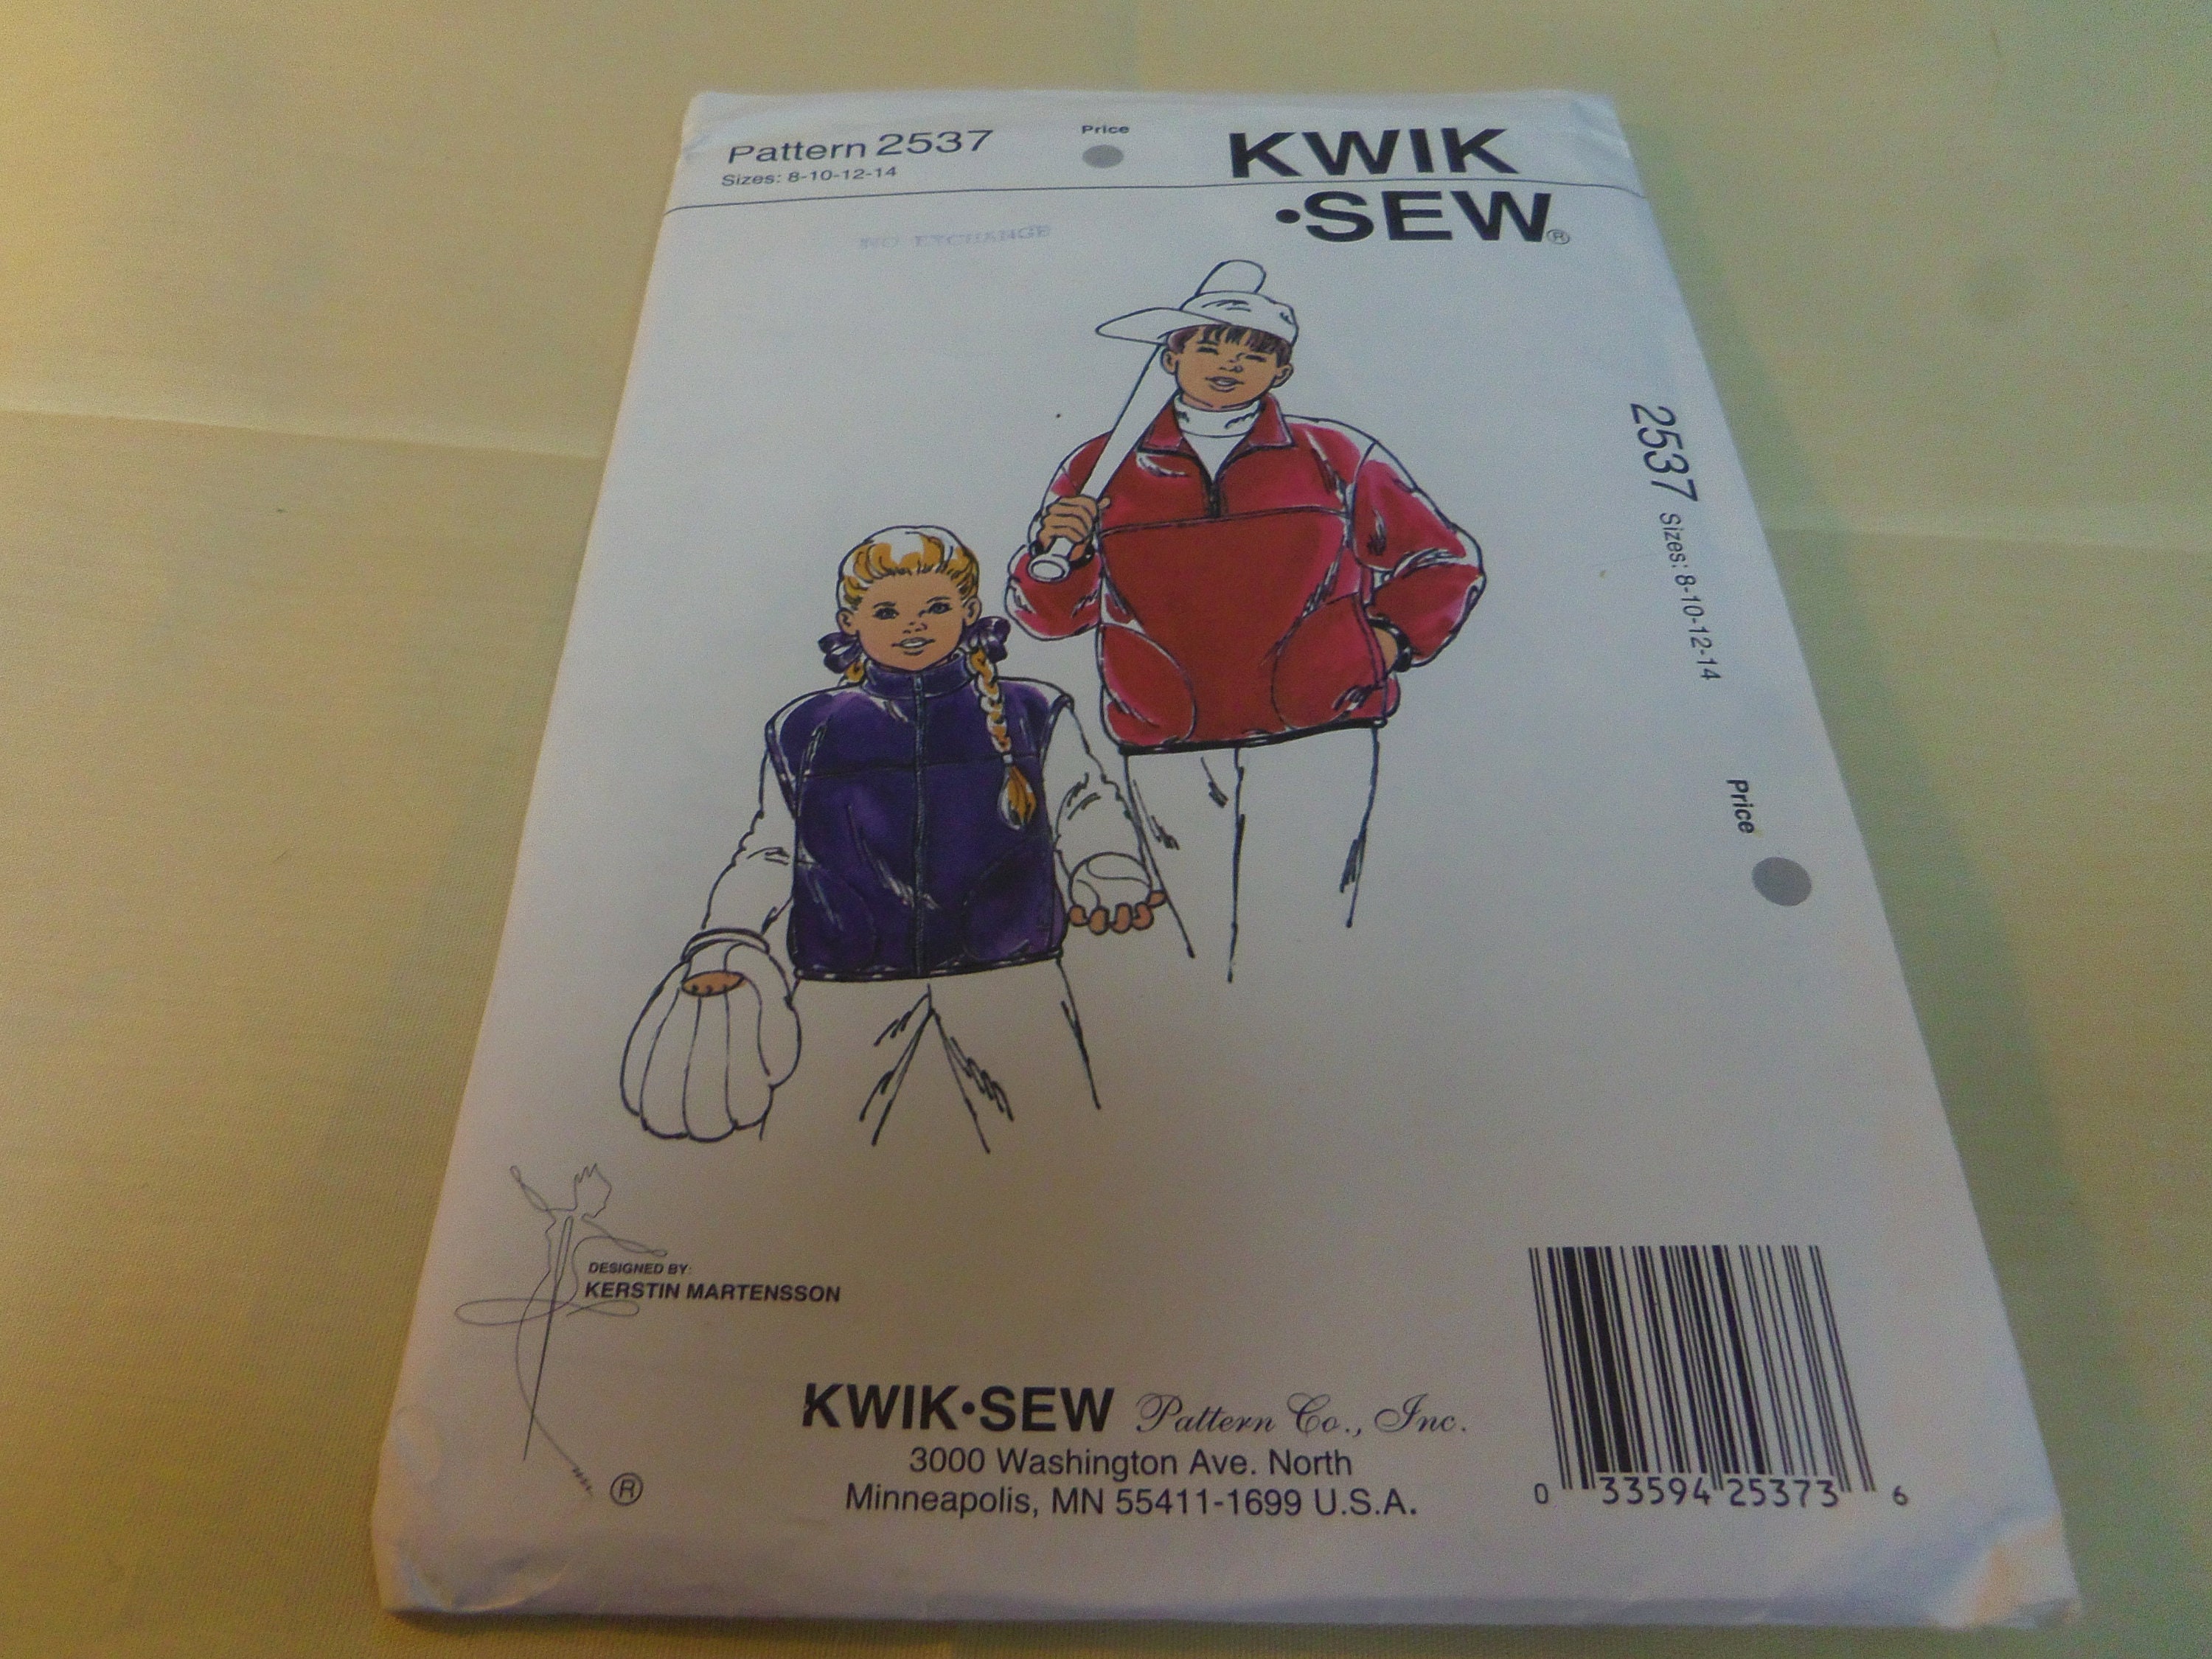 Pattern 2537
Sizes: 8-10-12-14
Price
KWIK
•SEW®
NO EXCHANGE
2537 Sizes: 8-10-12-14
Price
DESIGNED BY:
KERSTIN MARTENSSON
®
KWIK•SEW Pattern Co., Inc.
3000 Washington Ave. North
Minneapolis, MN 55411-1699 U.S.A.
0 33594 25373 6